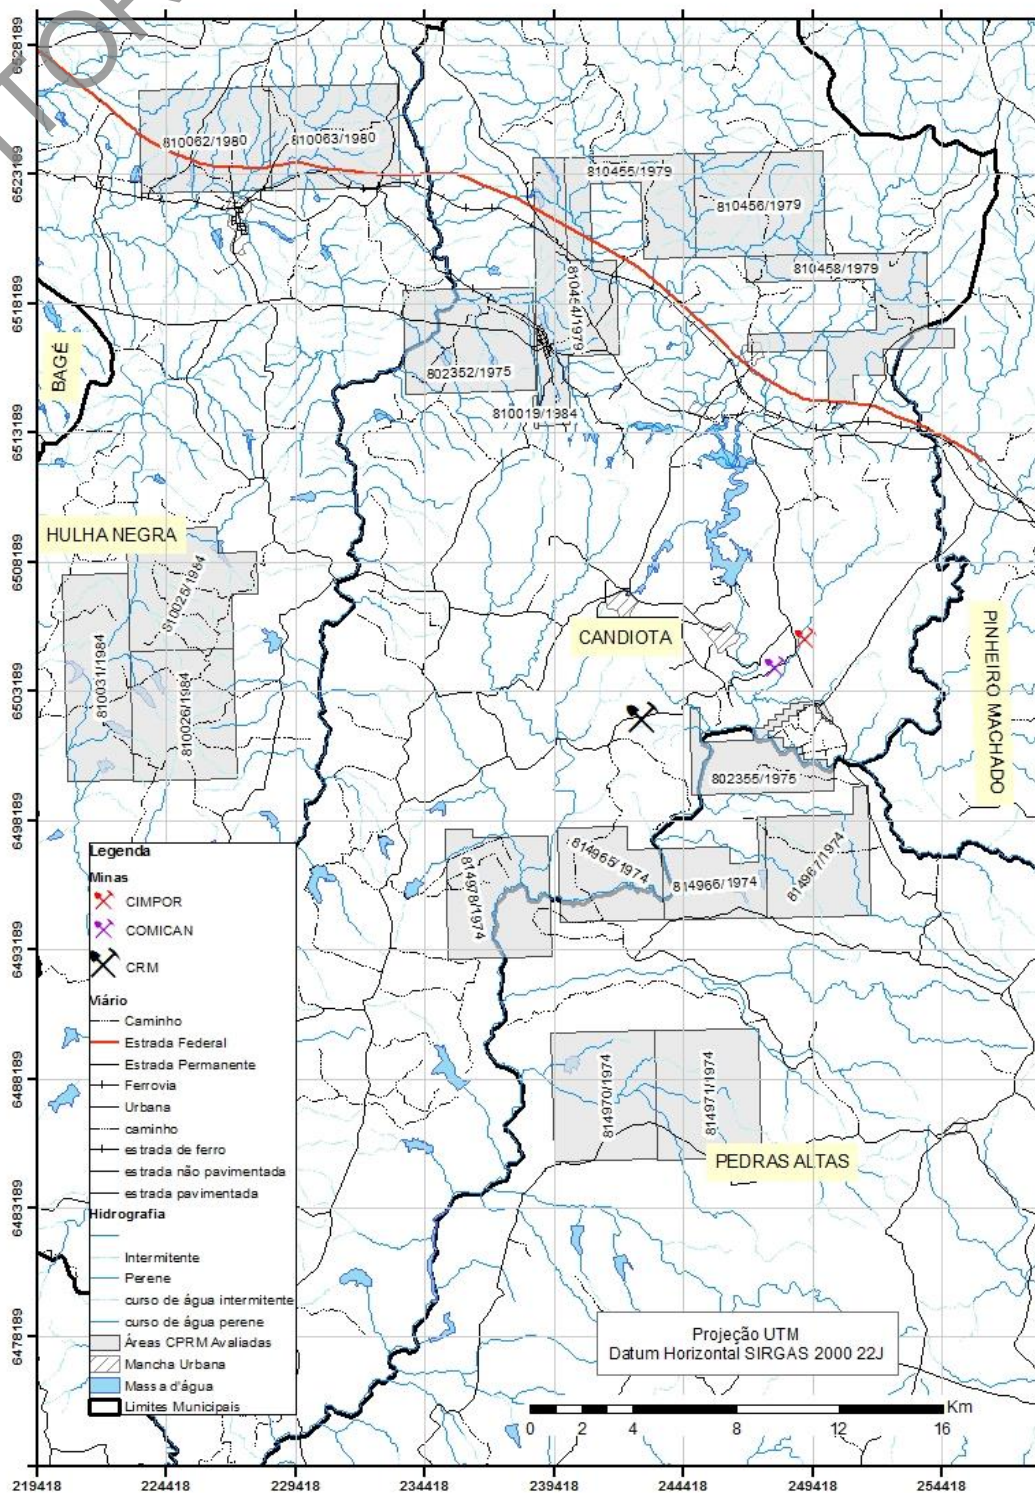 TOR
6528189
6523189
6518189
6513189
6508189
6503189
6498189
6493189
6488189
6483189
6478189
810062/1980
810063/1980
810455/1979
810456/1979
810458/1979
810454/1979
802352/1975
810019/1984
BAGÉ
HULHA NEGRA
810025/1984
810031/1984
810026/1984
CANDIOTA
PINHEIRO MACHADO
802355/1975
814978/1974
814965/1974
814966/1974
814967/1974
814970/1974
814971/1974
PEDRAS ALTAS
Legenda
Minas
CIMPOR
COMICAN
CRM
Viário
Caminho
Estrada Federal
Estrada Permanente
Ferrovia
Urbana
caminho
estrada de ferro
estrada não pavimentada
estrada pavimentada
Hidrografia
Intermitente
Perene
curso de água intermitente
curso de água perene
Áreas CPRM Avaliadas
Mancha Urbana
Massa d'água
Limites Municipais
Projeção UTM
Datum Horizontal SIRGAS 2000 22J
Km
0 2 4 8 12 16
219418 224418 229418 234418 239418 244418 249418 254418